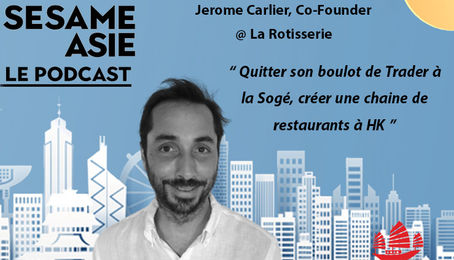 SESAME
ASIE
LE PODCAST
Jerome Carlier, Co-Founder
@ La Rotisserie
“ Quitter son boulot de Trader à
la Sogé, créer une chaine de
restaurants à HK ”